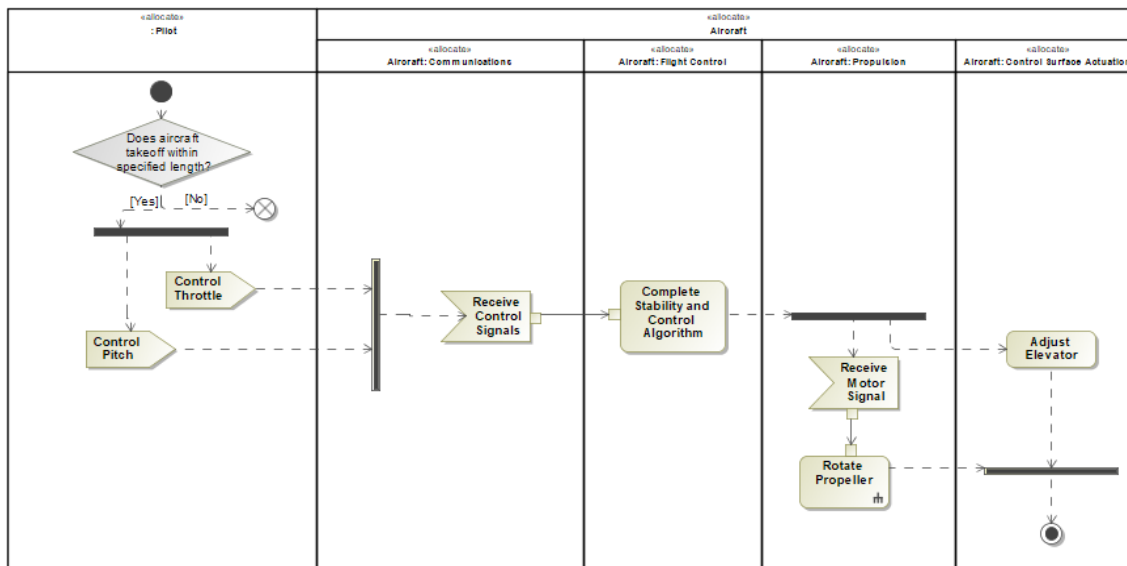 «allocate»
: Pilot
«allocate»
Aircraft
«allocate»
Aircraft: Communications
«allocate»
Aircraft: Flight Control
«allocate»
Aircraft: Propulsion
«allocate»
Aircraft: Control Surface Actuation
Does aircraft
takeoff within
specified length?
[Yes]
[No]
Control
Throttle
Control
Pitch
Receive
Control
Signals
Complete
Stability and
Control
Algorithm
Receive
Motor
Signal
Rotate
Propeller
Adjust
Elevator